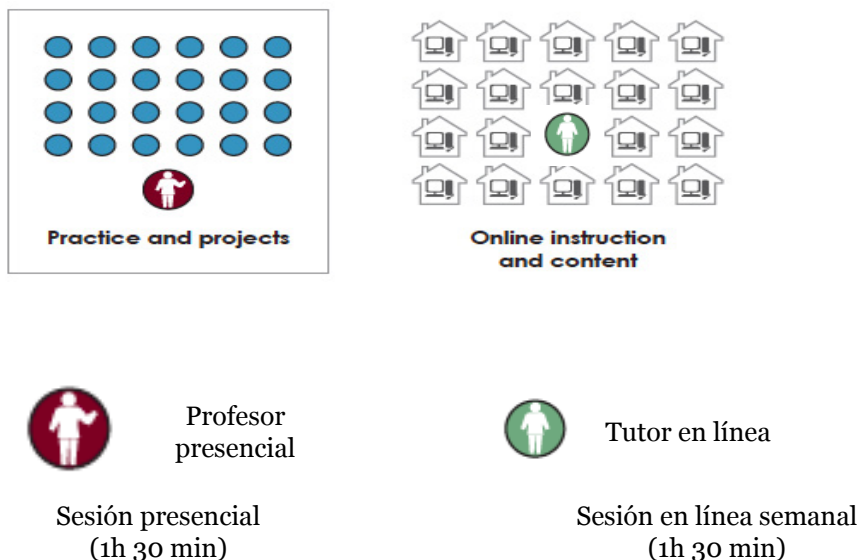 Practice and projects
Online instruction
and content
Profesor
presencial
Tutor en línea
Sesión presencial
(1h 30 min)
Sesión en línea semanal
(1h 30 min)